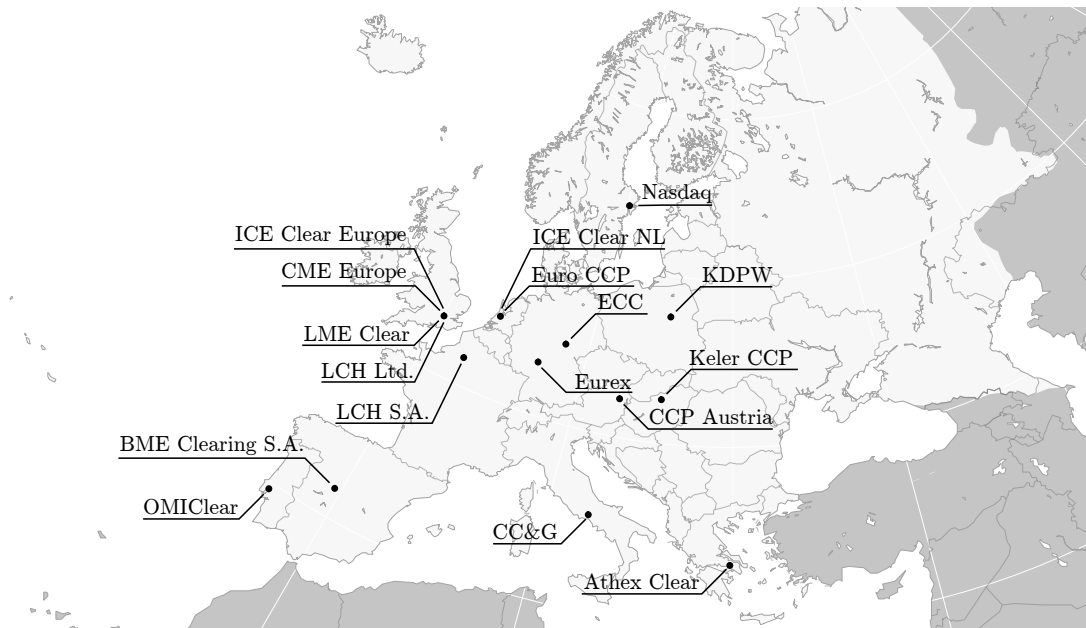 Nasdaq
ICE Clear Europe
ICE Clear NL
CME Europe
Euro CCP
KDPW
ECC
LME Clear
Keler CCP
LCH Ltd.
Eurex
LCH S.A.
CCP Austria
BME Clearing S.A.
OMIClear
CC&G
Athex Clear